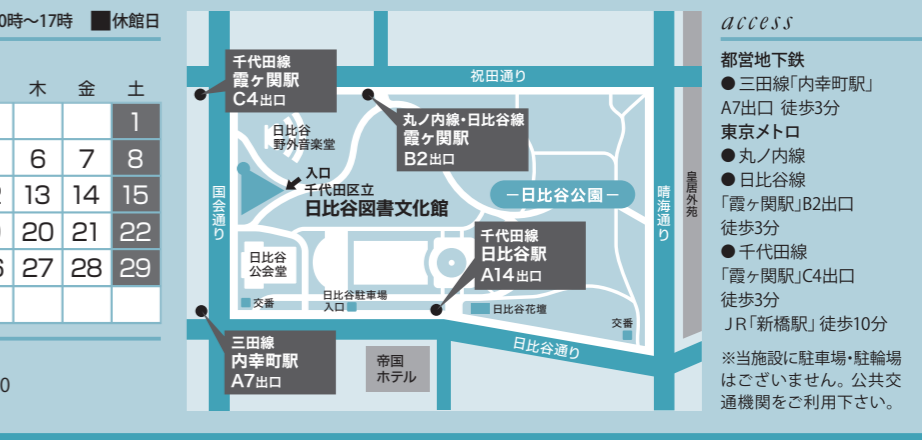 0時～17時 ■休館日
木 金 土
1
6 7 8
13 14 15
20 21 22
27 28 29
0
千代田線
霞ヶ関駅
C4出口
祝田通り
丸ノ内線・日比谷線
霞ヶ関駅
B2出口
日比谷
野外音楽堂
入口
千代田区立
日比谷図書文化館
－日比谷公園－
国会通り
晴海通り
皇居外苑
千代田線
日比谷駅
A14出口
日比谷
公会堂
交番
日比谷駐車場
入口
日比谷花壇
交番
日比谷通り
三田線
内幸町駅
A7出口
帝国
ホテル
access
都営地下鉄
●三田線「内幸町駅」
A7出口 徒歩3分
東京メトロ
●丸ノ内線
●日比谷線
「霞ヶ関駅」B2出口
徒歩3分
●千代田線
「霞ヶ関駅」C4出口
徒歩3分
JR「新橋駅」徒歩10分
※当施設に駐車場・駐輪場
はございません。公共交
通機関をご利用下さい。